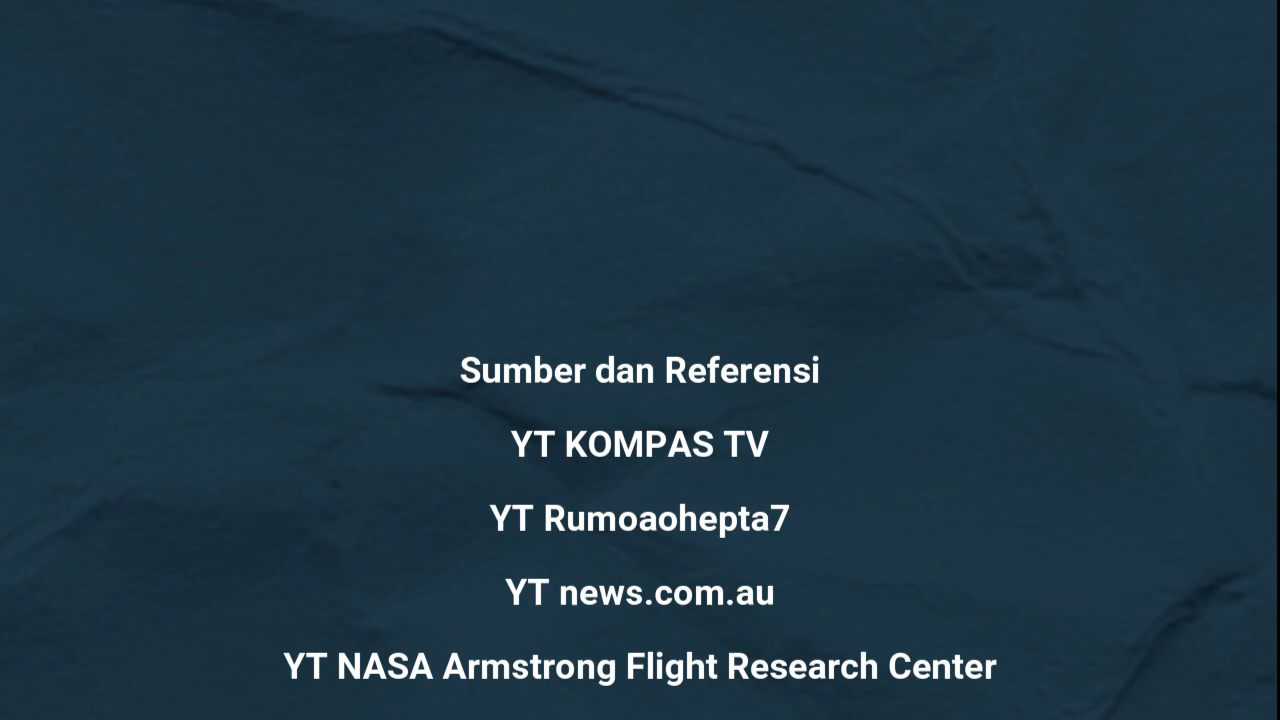 Sumber dan Referensi
YT KOMPAS TV
YT Rumoaohepta7
YT news.com.au
YT NASA Armstrong Flight Research Center